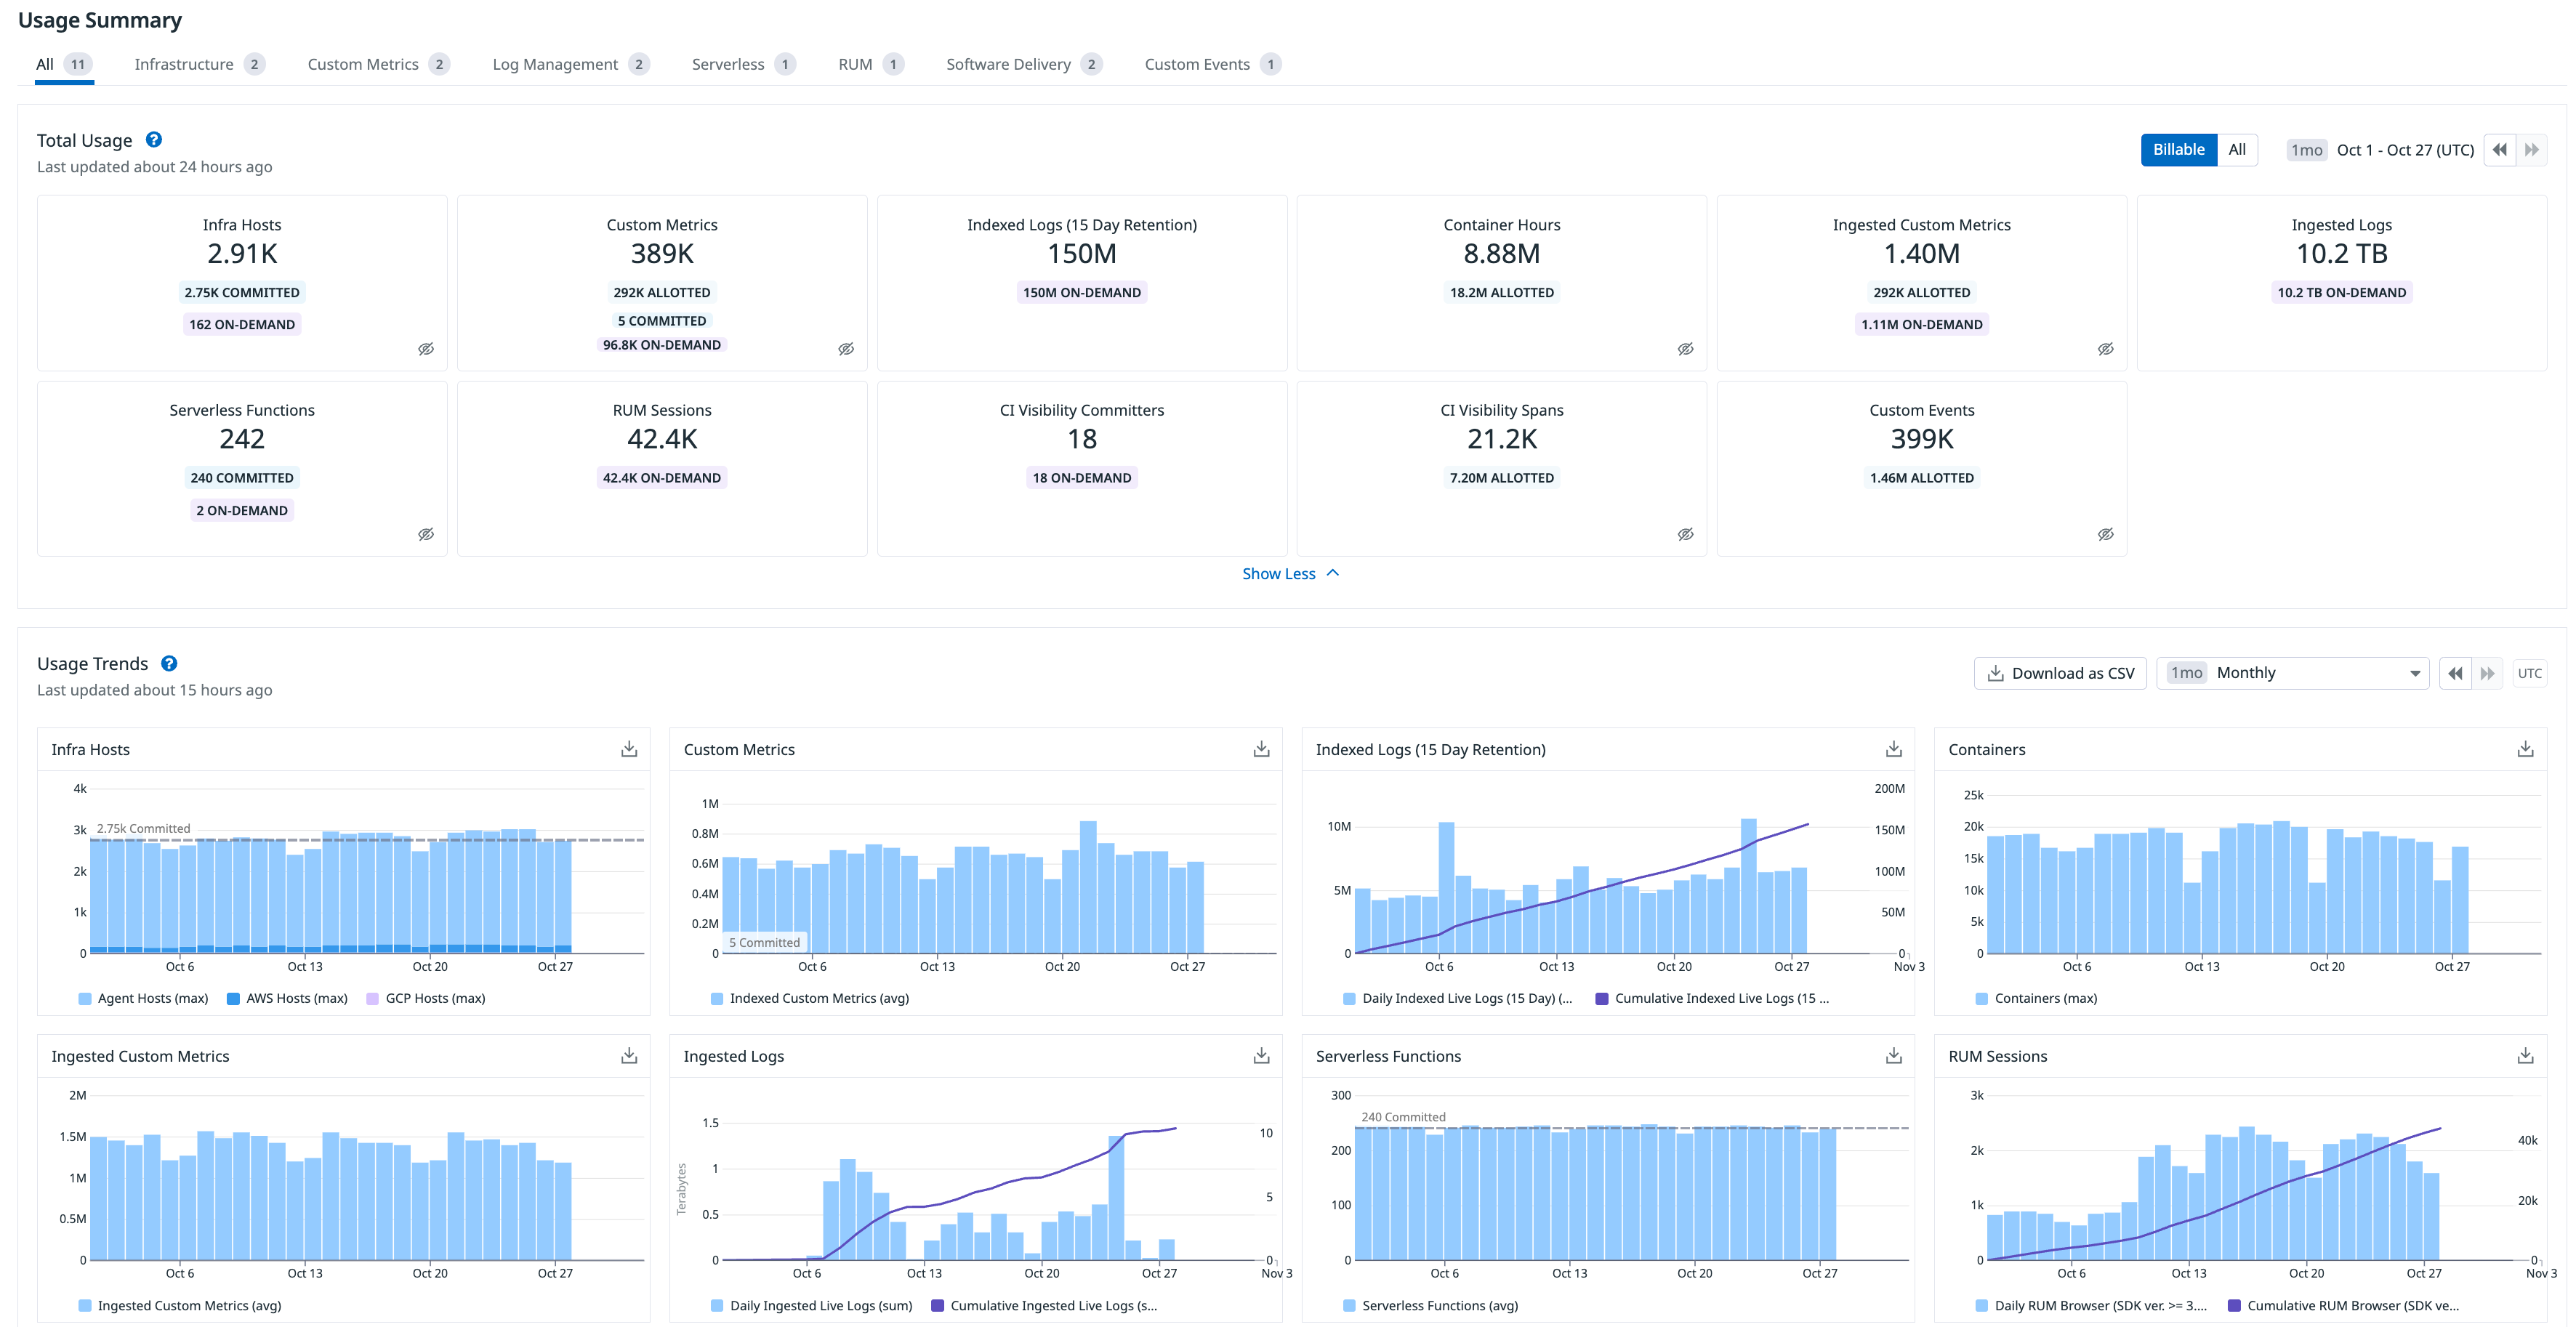 Usage Summary
All 11 Infrastructure 2 Custom Metrics 2 Log Management 2 Serverless 1 RUM 1 Software Delivery 2 Custom Events 1
Total Usage ?
Last updated about 24 hours ago
Billable All 1mo Oct 1 - Oct 27 (UTC)
Infra Hosts
2.91K
2.75K COMMITTED
162 ON-DEMAND
Custom Metrics
389K
292K ALLOTTED
5 COMMITTED
96.8K ON-DEMAND
Indexed Logs (15 Day Retention)
150M
150M ON-DEMAND
Container Hours
8.88M
18.2M ALLOTTED
Ingested Custom Metrics
1.40M
292K ALLOTTED
1.11M ON-DEMAND
Ingested Logs
10.2 TB
10.2 TB ON-DEMAND
Serverless Functions
242
240 COMMITTED
2 ON-DEMAND
RUM Sessions
42.4K
42.4K ON-DEMAND
CI Visibility Committers
18
18 ON-DEMAND
CI Visibility Spans
21.2K
7.20M ALLOTTED
Custom Events
399K
1.46M ALLOTTED
Show Less
Usage Trends ?
Last updated about 15 hours ago
Download as CSV 1mo Monthly UTC
Infra Hosts
4k
3k
2k
1k
0
2.75k Committed
Oct 6 Oct 13 Oct 20 Oct 27
Agent Hosts (max) AWS Hosts (max) GCP Hosts (max)
Custom Metrics
1M
0.8M
0.6M
0.4M
0.2M
0
5 Committed
Oct 6 Oct 13 Oct 20 Oct 27
Indexed Custom Metrics (avg)
Indexed Logs (15 Day Retention)
10M
5M
0
200M
150M
100M
50M
0
Oct 6 Oct 13 Oct 20 Oct 27 Nov 3
Daily Indexed Live Logs (15 Day) (... Cumulative Indexed Live Logs (15 ...
Containers
25k
20k
15k
10k
5k
0
Oct 6 Oct 13 Oct 20 Oct 27
Containers (max)
Ingested Custom Metrics
2M
1.5M
1M
0.5M
0
Oct 6 Oct 13 Oct 20 Oct 27
Ingested Custom Metrics (avg)
Ingested Logs
Terabytes
1.5
1
0.5
0
10
5
0
Oct 6 Oct 13 Oct 20 Oct 27 Nov 3
Daily Ingested Live Logs (sum) Cumulative Ingested Live Logs (s...
Serverless Functions
300
200
100
0
240 Committed
Oct 6 Oct 13 Oct 20 Oct 27
Serverless Functions (avg)
RUM Sessions
3k
2k
1k
0
40k
20k
0
Oct 6 Oct 13 Oct 20 Oct 27 Nov 3
Daily RUM Browser (SDK ver. >= 3.... Cumulative RUM Browser (SDK ve...